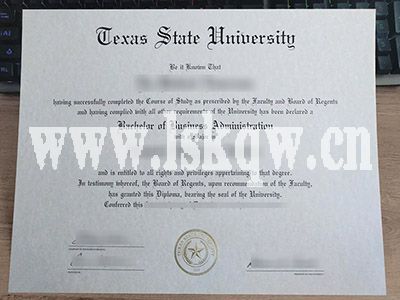 Texas State University
Be it Known That
having successfully completed the Course of Study as prescribed by the Faculty and Board of Regents
and having complied with all of requirements of the University has been declared a
Bachelor of Business Administration
www.lskqw.cn
and is entitled to all rights and privileges appertaining to that degree.
In testimony whereof, the Board of Regents, upon recommendation of the Faculty,
has granted this Diploma, bearing the seal of the University.
Conferred this